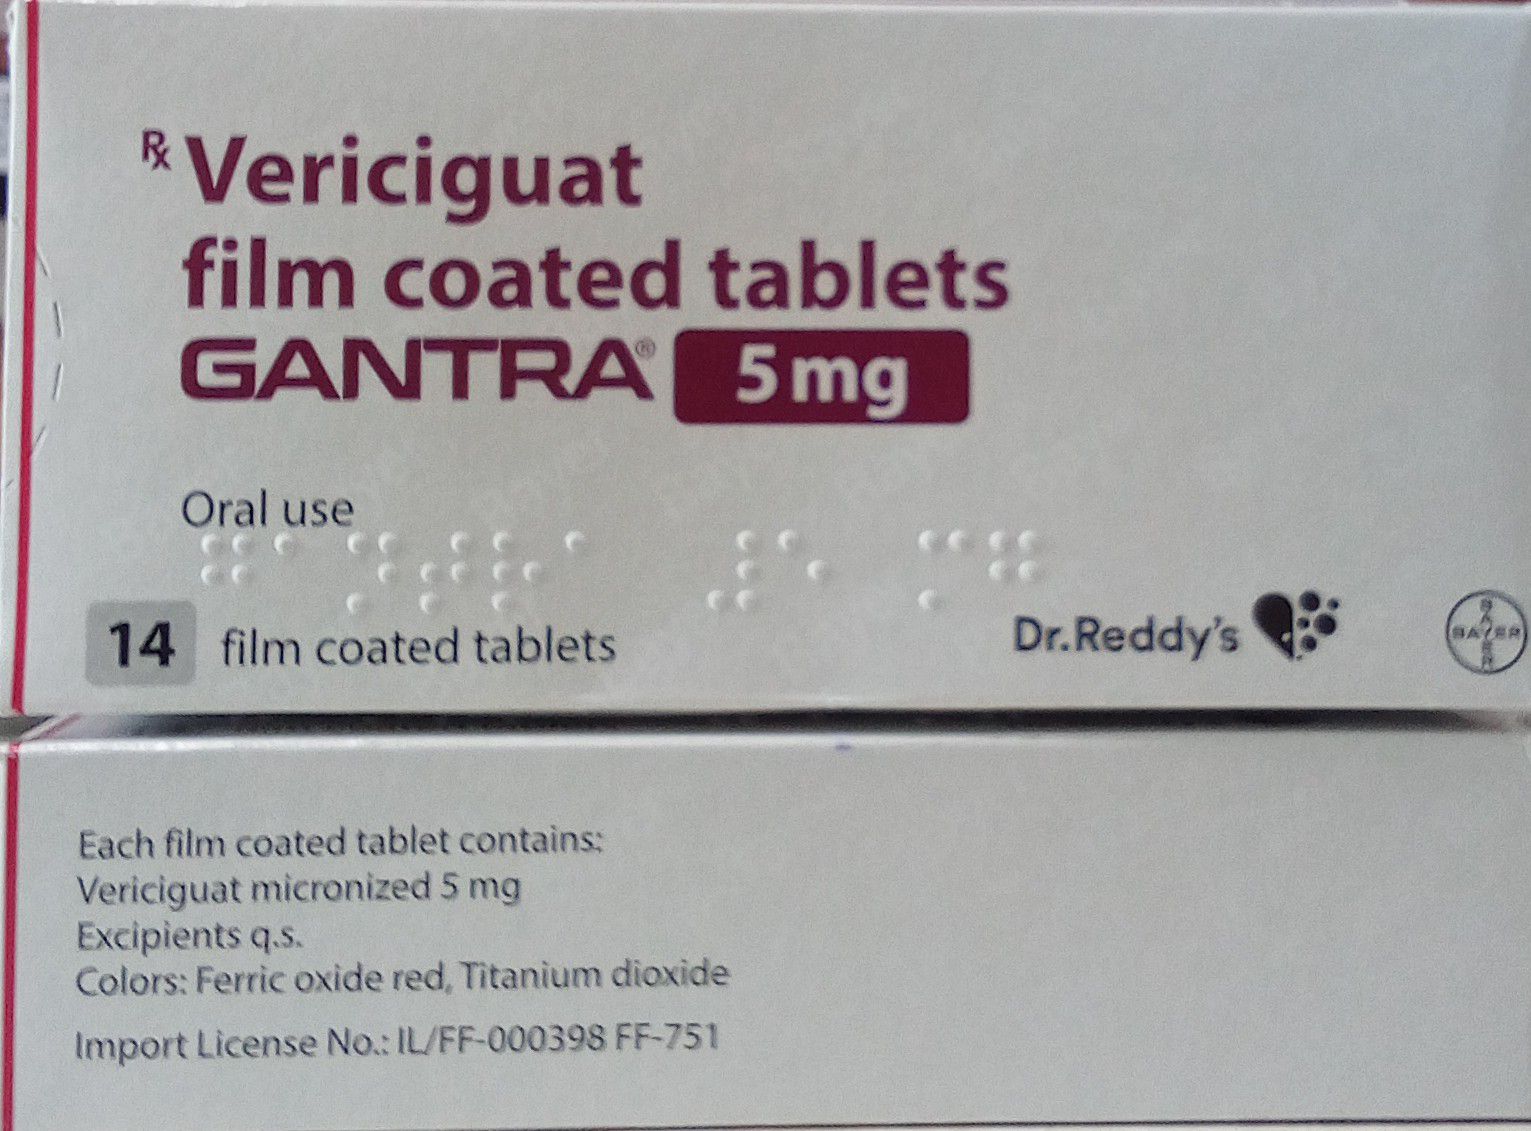 Rx Vericiguat
film coated tablets
GANTRA® 5 mg
Oral use
⠛⠁⠝⠞⠗⠁ ⠼⠑ ⠍⠛
14 film coated tablets
Dr.Reddy's
BAYER
BAYER
Each film coated tablet contains:
Vericiguat micronized 5 mg
Excipients q.s.
Colors: Ferric oxide red, Titanium dioxide
Import License No.: IL/FF-000398 FF-751